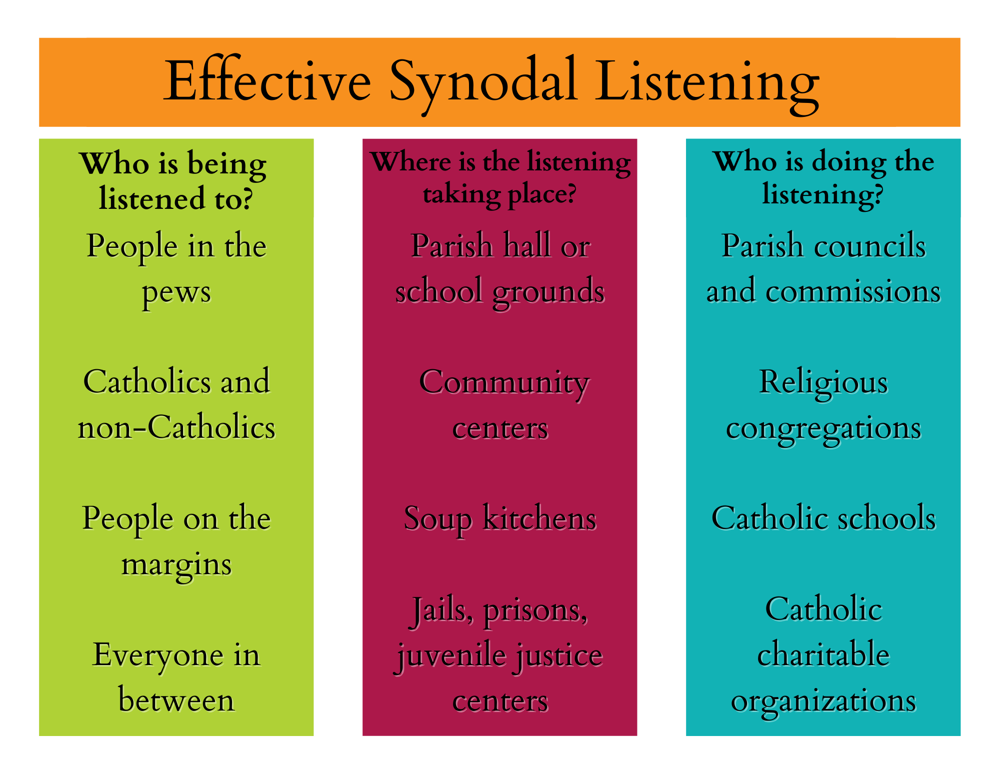 Effective Synodal Listening
Who is being
listened to?
People in the
pews
Catholics and
non-Catholics
People on the
margins
Everyone in
between
Where is the listening
taking place?
Parish hall or
school grounds
Community
centers
Soup kitchens
Jails, prisons,
juvenile justice
centers
Who is doing the
listening?
Parish councils
and commissions
Religious
congregations
Catholic schools
Catholic
charitable
organizations